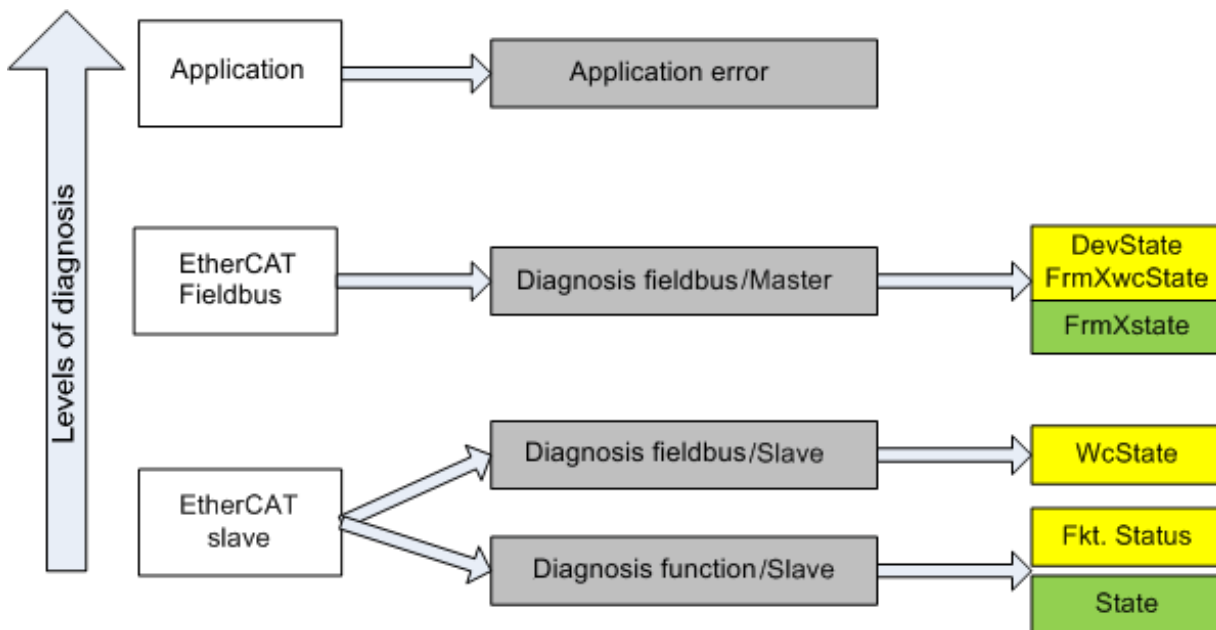 Levels of diagnosis
Application
Application error
EtherCAT
Fieldbus
Diagnosis fieldbus/Master
DevState
FrmXwcState
FrmXstate
EtherCAT
slave
Diagnosis fieldbus/Slave
WcState
Diagnosis function/Slave
Fkt. Status
State